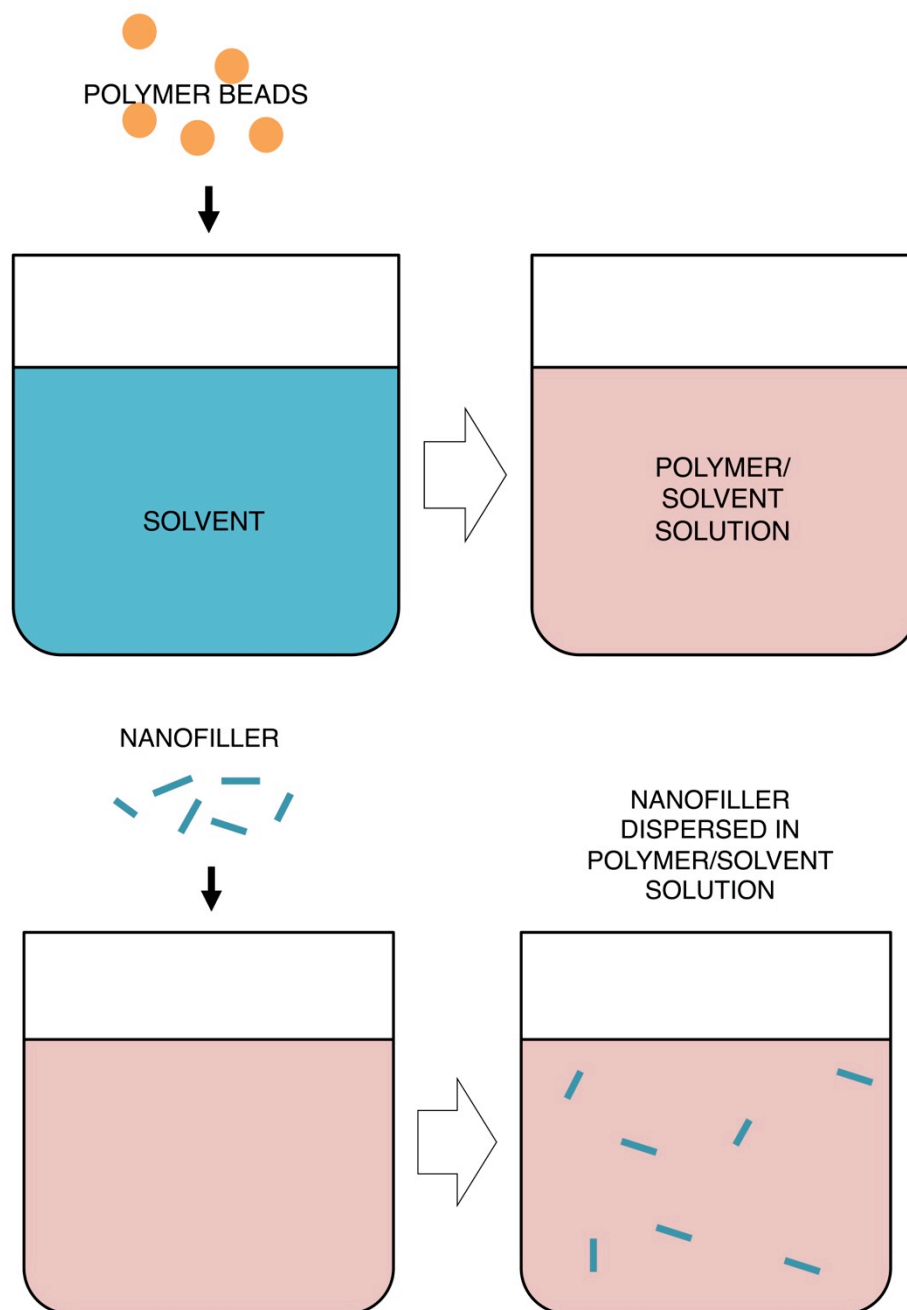 POLYMER BEADS
SOLVENT
POLYMER/
SOLVENT
SOLUTION
NANOFILLER
NANOFILLER
DISPERSED IN
POLYMER/SOLVENT
SOLUTION